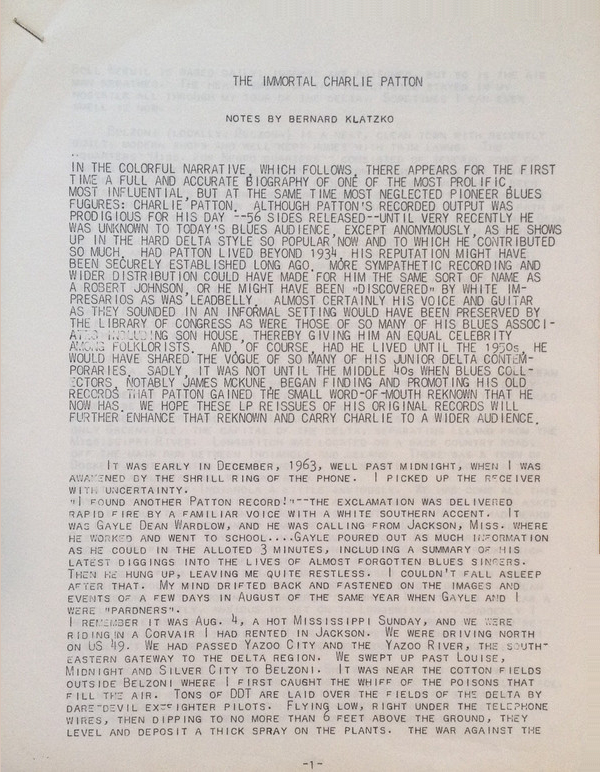 THE IMMORTAL CHARLIE PATTON
NOTES BY BERNARD KLATZKO
IN THE COLORFUL NARRATIVE, WHICH FOLLOWS, THERE APPEARS FOR THE FIRST
TIME A FULL AND ACCURATE BIOGRAPHY OF ONE OF THE MOST PROLIFIC,
MOST INFLUENTIAL, BUT AT THE SAME TIME MOST NEGLECTED PIONEER BLUES
FUGURES: CHARLIE PATTON. ALTHOUGH PATTON'S RECORDED OUTPUT WAS
PRODIGIOUS FOR HIS DAY --56 SIDES RELEASED--UNTIL VERY RECENTLY HE
WAS UNKNOWN TO TODAY'S BLUES AUDIENCE, EXCEPT ANONYMOUSLY, AS HE SHOWS
UP IN THE HARD DELTA STYLE SO POPULAR NOW AND TO WHICH HE CONTRIBUTED
SO MUCH. HAD PATTON LIVED BEYOND 1934, HIS REPUTATION MIGHT HAVE
BEEN SECURELY ESTABLISHED LONG AGO. MORE SYMPATHETIC RECORDING AND
WIDER DISTRIBUTION COULD HAVE MADE FOR HIM THE SAME SORT OF NAME AS
A ROBERT JOHNSON, OR HE MIGHT HAVE BEEN "DISCOVERED" BY WHITE IM-
PRESARIOS AS WAS LEADBELLY. ALMOST CERTAINLY HIS VOICE AND GUITAR
AS THEY SOUNDED IN AN INFORMAL SETTING WOULD HAVE BEEN PRESERVED BY
THE LIBRARY OF CONGRESS AS WERE THOSE OF SO MANY OF HIS BLUES ASSOCI-
ATES INCLUDING SON HOUSE, THEREBY GIVING HIM AN EQUAL CELEBRITY
AMONG FOLKLORISTS. AND, OF COURSE, HAD HE LIVED UNTIL THE 1950s, HE
WOULD HAVE SHARED THE VOGUE OF SO MANY OF HIS JUNIOR DELTA CONTEM-
PORARIES. SADLY, IT WAS NOT UNTIL THE MIDDLE 40s WHEN BLUES COLL-
ECTORS, NOTABLY JAMES MCKUNE, BEGAN FINDING AND PROMOTING HIS OLD
RECORDS THAT PATTON GAINED THE SMALL WORD-OF-MOUTH REKNOWN THAT HE
NOW HAS. WE HOPE THESE LP REISSUES OF HIS ORIGINAL RECORDS WILL
FURTHER ENHANCE THAT REKNOWN AND CARRY CHARLIE TO A WIDER AUDIENCE.
IT WAS EARLY IN DECEMBER, 1963, WELL PAST MIDNIGHT, WHEN I WAS
AWAKENED BY THE SHRILL RING OF THE PHONE. I PICKED UP THE RECEIVER
WITH UNCERTAINTY.
"I FOUND ANOTHER PATTON RECORD!"--THE EXCLAMATION WAS DELIVERED
RAPID FIRE BY A FAMILIAR VOICE WITH A WHITE SOUTHERN ACCENT. IT
WAS GAYLE DEAN WARDLOW, AND HE WAS CALLING FROM JACKSON, MISS. WHERE
HE WORKED AND WENT TO SCHOOL....GAYLE POURED OUT AS MUCH INFORMATION
AS HE COULD IN THE ALLOTED 3 MINUTES, INCLUDING A SUMMARY OF HIS
LATEST DIGGINGS INTO THE LIVES OF ALMOST FORGOTTEN BLUES SINGERS.
THEN HE HUNG UP, LEAVING ME QUITE RESTLESS. I COULDN'T FALL ASLEEP
AFTER THAT. MY MIND DRIFTED BACK AND FASTENED ON THE IMAGES AND
EVENTS OF A FEW DAYS IN AUGUST OF THE SAME YEAR WHEN GAYLE AND I
WERE "PARDNERS".
I REMEMBER IT WAS AUG. 4, A HOT MISSISSIPPI SUNDAY, AND WE WERE
RIDING IN A CORVAIR I HAD RENTED IN JACKSON. WE WERE DRIVING NORTH
ON US 49. WE HAD PASSED YAZOO CITY AND THE YAZOO RIVER, THE SOUTH-
EASTERN GATEWAY TO THE DELTA REGION. WE SWEPT UP PAST LOUISE,
MIDNIGHT AND SILVER CITY TO BELZONI. IT WAS NEAR THE COTTON FIELDS
OUTSIDE BELZONI WHERE I FIRST CAUGHT THE WHIFF OF THE POISONS THAT
FILL THE AIR. TONS OF DDT ARE LAID OVER THE FIELDS OF THE DELTA BY
DARE-DEVIL EX-FIGHTER PILOTS. FLYING LOW, RIGHT UNDER THE TELEPHONE
WIRES, THEN DIPPING TO NO MORE THAN 6 FEET ABOVE THE GROUND, THEY
LEVEL AND DEPOSIT A THICK SPRAY ON THE PLANTS. THE WAR AGAINST THE
-1-